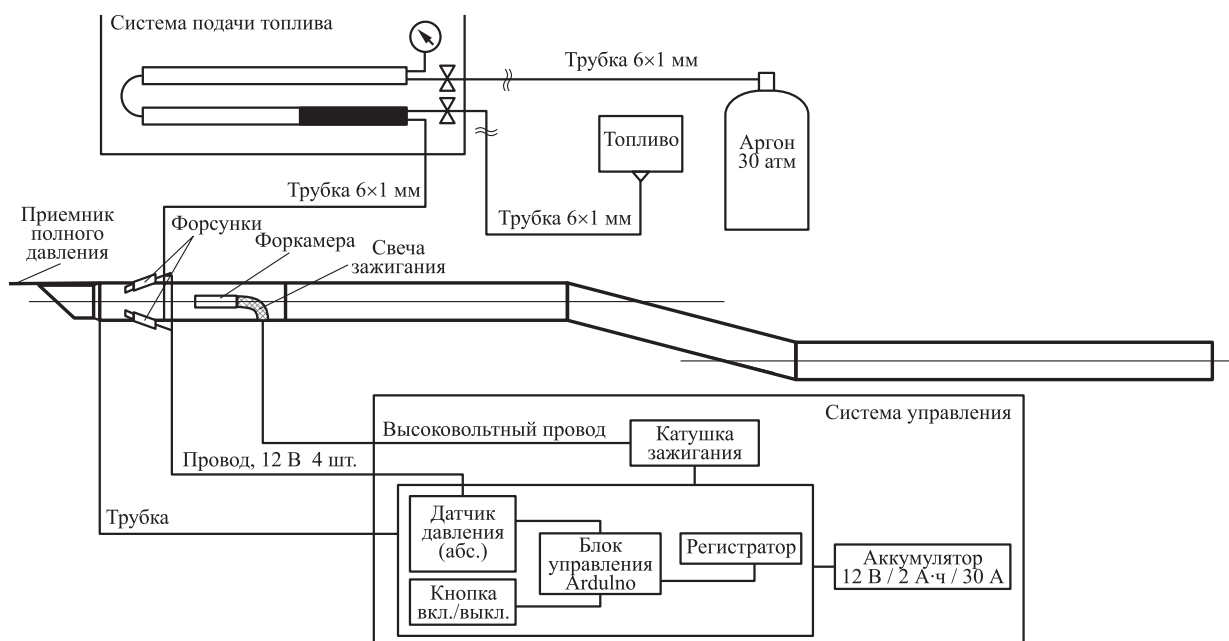 Система подачи топлива
Трубка 6×1 мм
Топливо
Аргон
30 атм
Трубка 6×1 мм
Трубка 6×1 мм
Приемник
полного
давления
Форсунки
Форкамера
Свеча
зажигания
Система управления
Высоковольтный провод
Катушка
зажигания
Провод, 12 В 4 шт.
Трубка
Датчик
давления
(абс.)
Блок
управления
Ardulno
Регистратор
Аккумулятор
12 В / 2 А·ч / 30 А
Кнопка
вкл./выкл.